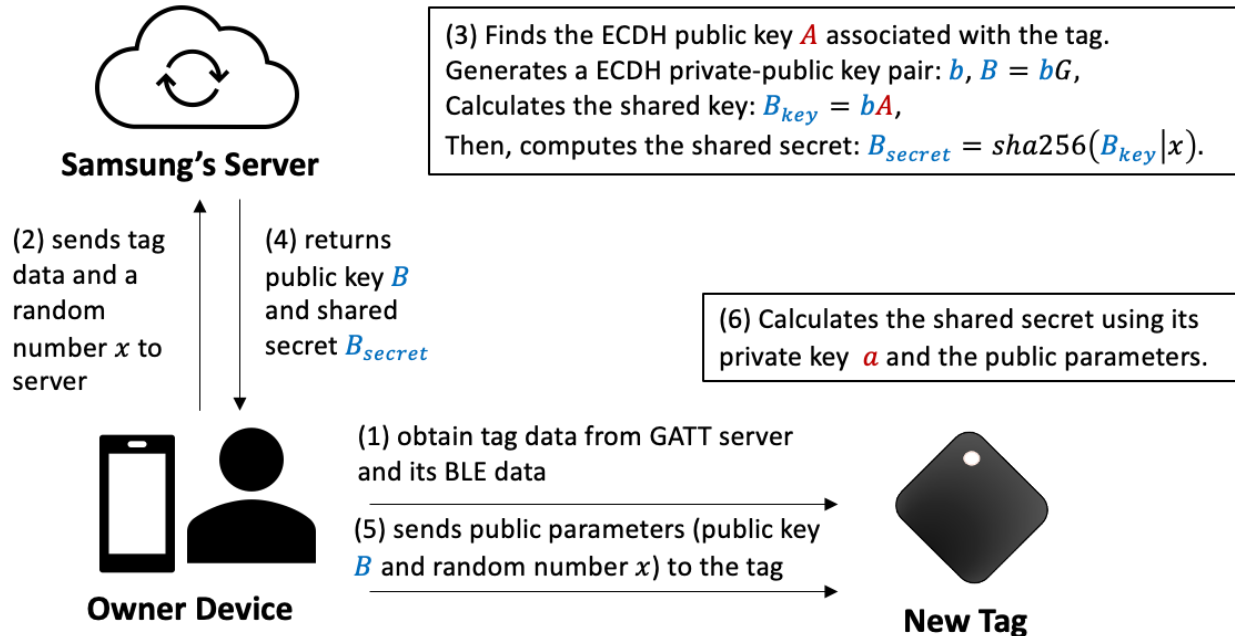 (3) Finds the ECDH public key A associated with the tag.
Generates a ECDH private-public key pair: b, B = bG,
Calculates the shared key: B_key = bA,
Then, computes the shared secret: B_secret = sha256(B_key|x).
Samsung's Server
(2) sends tag
data and a
random
number x to
server
(4) returns
public key B
and shared
secret B_secret
(6) Calculates the shared secret using its
private key a and the public parameters.
(1) obtain tag data from GATT server
and its BLE data
(5) sends public parameters (public key
B and random number x) to the tag
Owner Device
New Tag